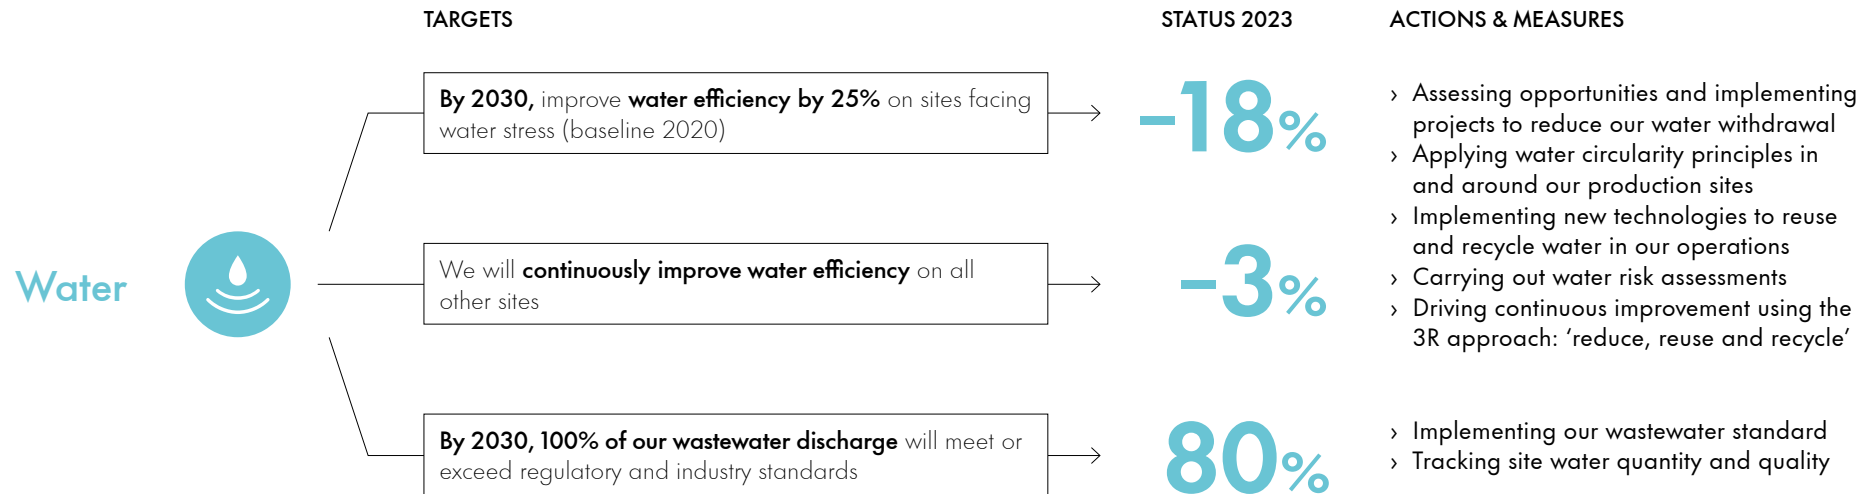 TARGETS
STATUS 2023
ACTIONS & MEASURES
Water
By 2030, improve water efficiency by 25% on sites facing
water stress (baseline 2020)
–18%
We will continuously improve water efficiency on all
other sites
–3%
› Assessing opportunities and implementing
projects to reduce our water withdrawal
› Applying water circularity principles in
and around our production sites
› Implementing new technologies to reuse
and recycle water in our operations
› Carrying out water risk assessments
› Driving continuous improvement using the
3R approach: ‘reduce, reuse and recycle’
By 2030, 100% of our wastewater discharge will meet or
exceed regulatory and industry standards
80%
› Implementing our wastewater standard
› Tracking site water quantity and quality